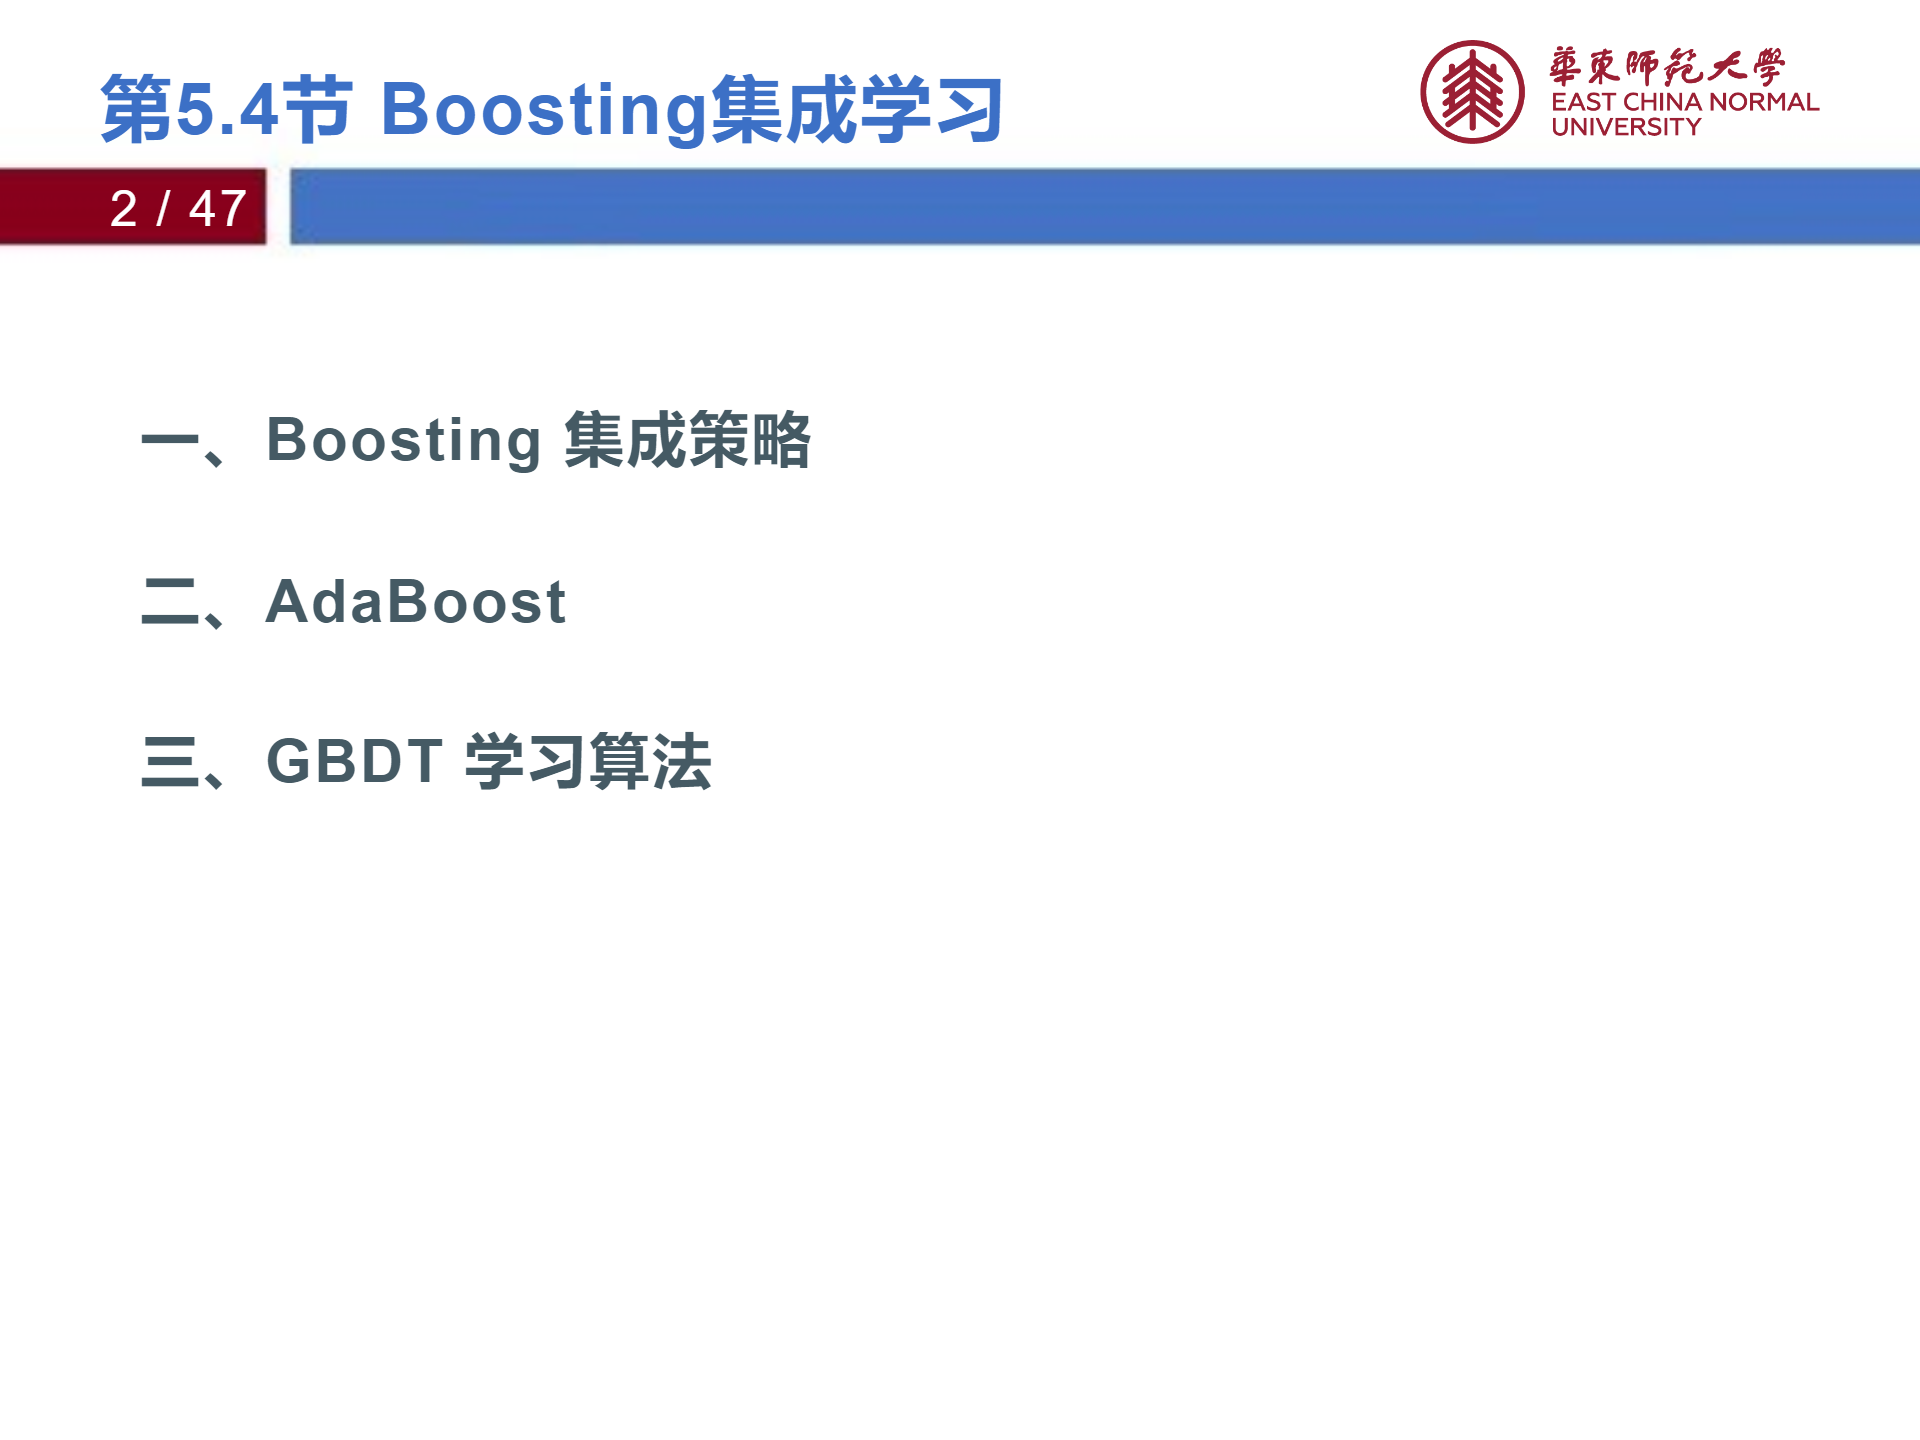 第5.4节 Boosting集成学习
華東師範大學
EAST CHINA NORMAL
UNIVERSITY
2 / 47
一、Boosting 集成策略
二、AdaBoost
三、GBDT 学习算法